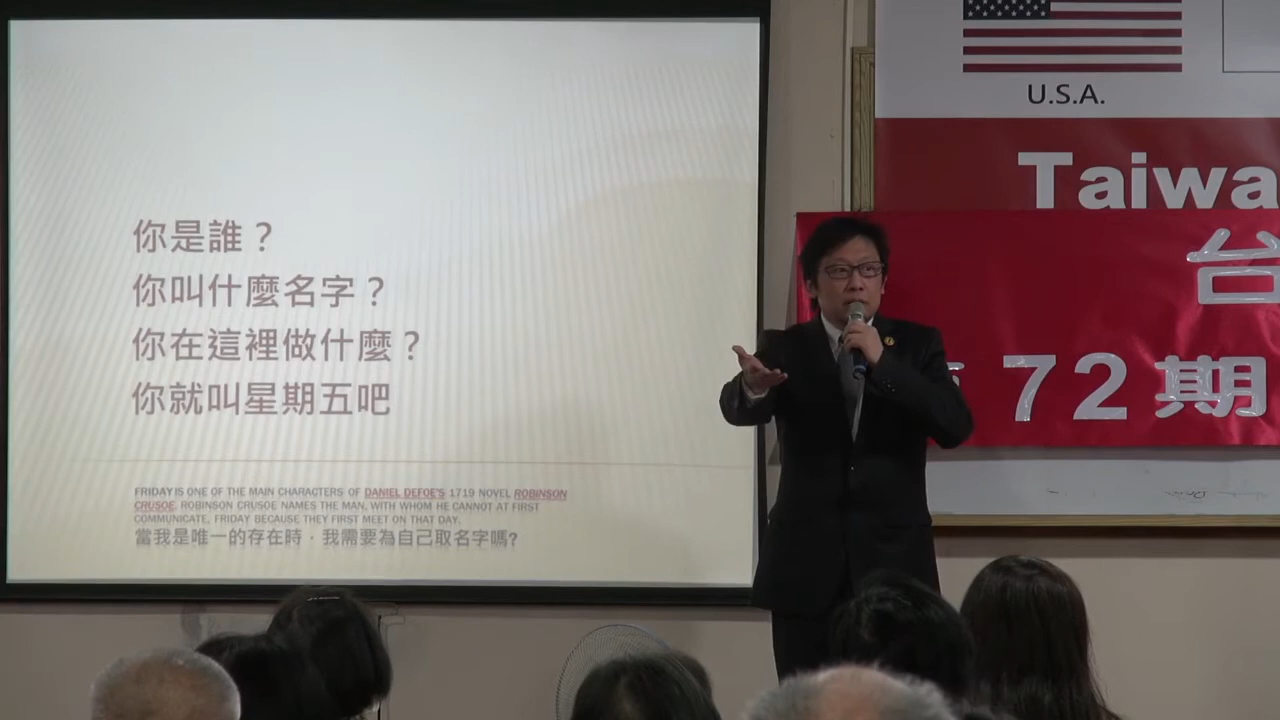 你是誰？
你叫什麼名字？
你在這裡做什麼？
你就叫星期五吧
FRIDAY IS ONE OF THE MAIN CHARACTERS OF DANIEL DEFOE'S 1719 NOVEL ROBINSON
CRUSOE. ROBINSON CRUSOE NAMES THE MAN, WITH WHOM HE CANNOT AT FIRST
COMMUNICATE, FRIDAY BECAUSE THEY FIRST MEET ON THAT DAY.
當我是唯一的存在時，我需要為自己取名字嗎?
U.S.A.
Taiwa
台
72期